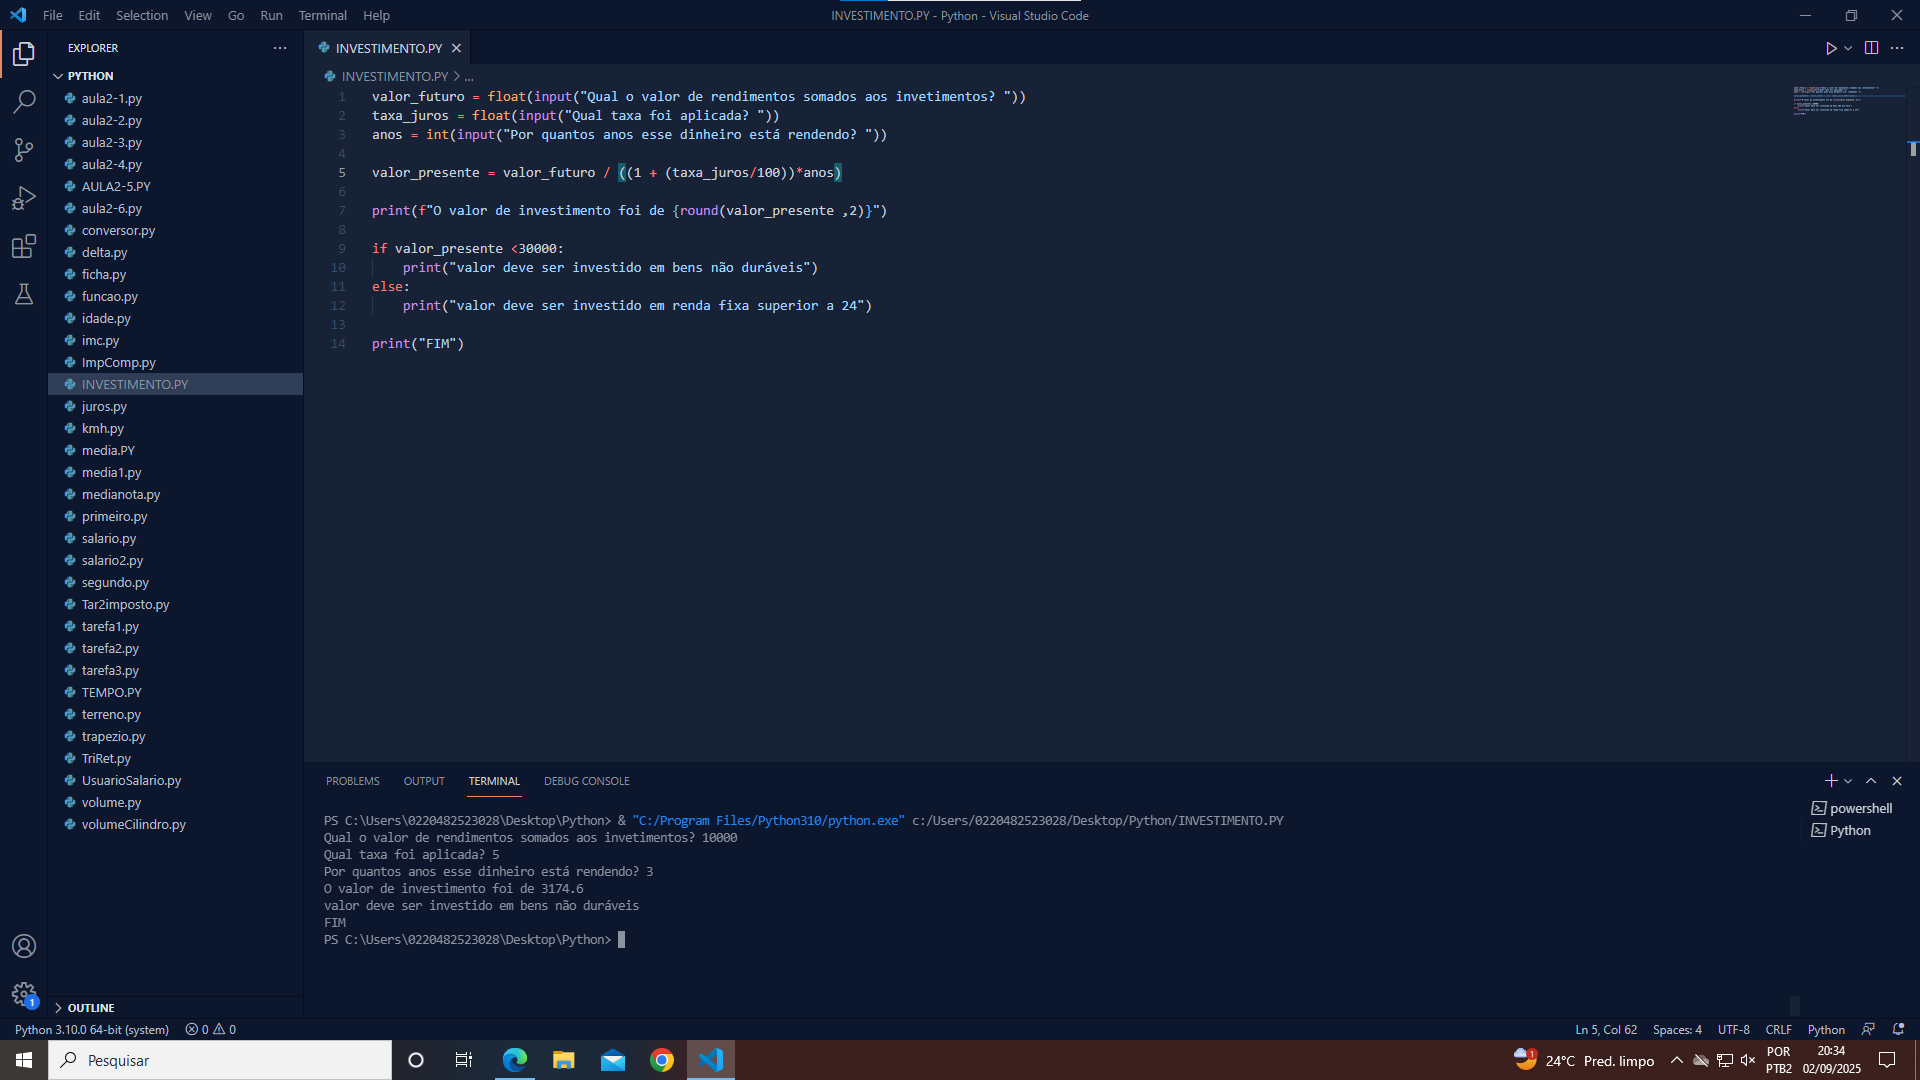 File Edit Selection View Go Run Terminal Help
INVESTIMENTO.PY - Python - Visual Studio Code
EXPLORER
PYTHON
aula2-1.py
aula2-2.py
aula2-3.py
aula2-4.py
AULA2-5.PY
aula2-6.py
conversor.py
delta.py
ficha.py
funcao.py
idade.py
imc.py
ImpComp.py
INVESTIMENTO.PY
juros.py
kmh.py
media.PY
media1.py
medianota.py
primeiro.py
salario.py
salario2.py
segundo.py
Tar2imposto.py
tarefa1.py
tarefa2.py
tarefa3.py
TEMPO.PY
terreno.py
trapezio.py
TriRet.py
UsuarioSalario.py
volume.py
volumeCilindro.py
OUTLINE
INVESTIMENTO.PY
INVESTIMENTO.PY > ...
1 valor_futuro = float(input("Qual o valor de rendimentos somados aos invetimentos? "))
2 taxa_juros = float(input("Qual taxa foi aplicada? "))
3 anos = int(input("Por quantos anos esse dinheiro está rendendo? "))
4
5 valor_presente = valor_futuro / ((1 + (taxa_juros/100))*anos)
6
7 print(f"O valor de investimento foi de {round(valor_presente ,2)}")
8
9 if valor_presente <30000:
10     print("valor deve ser investido em bens não duráveis")
11 else:
12     print("valor deve ser investido em renda fixa superior a 24")
13
14 print("FIM")
PROBLEMS OUTPUT TERMINAL DEBUG CONSOLE
PS C:\Users\0220482523028\Desktop\Python> & "C:/Program Files/Python310/python.exe" c:/Users/0220482523028/Desktop/Python/INVESTIMENTO.PY
Qual o valor de rendimentos somados aos invetimentos? 10000
Qual taxa foi aplicada? 5
Por quantos anos esse dinheiro está rendendo? 3
O valor de investimento foi de 3174.6
valor deve ser investido em bens não duráveis
FIM
PS C:\Users\0220482523028\Desktop\Python>
powershell
Python
1
Python 3.10.0 64-bit (system) 0 0
Ln 5, Col 62 Spaces: 4 UTF-8 CRLF Python
Pesquisar
1
24°C Pred. limpo
POR
PTB2
20:34
02/09/2025